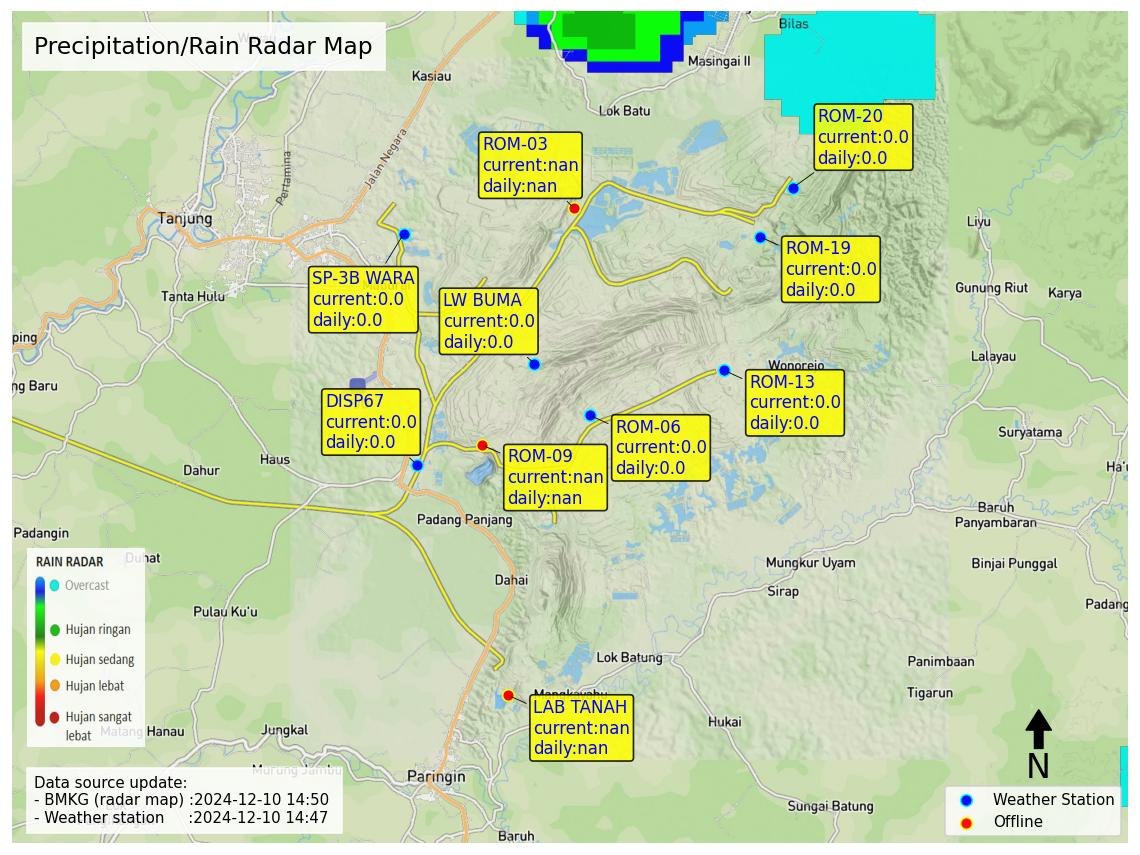 Precipitation/Rain Radar Map
Bilas
Masingai II
Kasiau
Lok Batu
Jalan Negara
Pertamina
Tanjung
Tanta Hulu
ROM-03
current:nan
daily:nan
ROM-20
current:0.0
daily:0.0
ROM-19
current:0.0
daily:0.0
SP-3B WARA
current:0.0
daily:0.0
LW BUMA
current:0.0
daily:0.0
Liyu
Gunung Riut
Karya
Lalayau
ping
ng Baru
Wonorejo
ROM-13
current:0.0
daily:0.0
DISP67
current:0.0
daily:0.0
ROM-06
current:0.0
daily:0.0
ROM-09
current:nan
daily:nan
Suryatama
Ha'u
Haus
Dahur
Baruh
Panyambaran
Padang Panjang
Padangin
Duhat
Binjai Punggal
Mungkur Uyam
Sirap
Padang
Dahai
Pulau Ku'u
RAIN RADAR
Overcast
Hujan ringan
Hujan sedang
Hujan lebat
Hujan sangat
lebat
Lok Batung
Panimbaan
Tigarun
Mangkayahu
LAB TANAH
current:nan
daily:nan
Hukai
Matang Hanau
Jungkal
Murung Jambu
Paringin
Sungai Batung
Baruh
Data source update:
- BMKG (radar map) :2024-12-10 14:50
- Weather station :2024-12-10 14:47
N
Weather Station
Offline